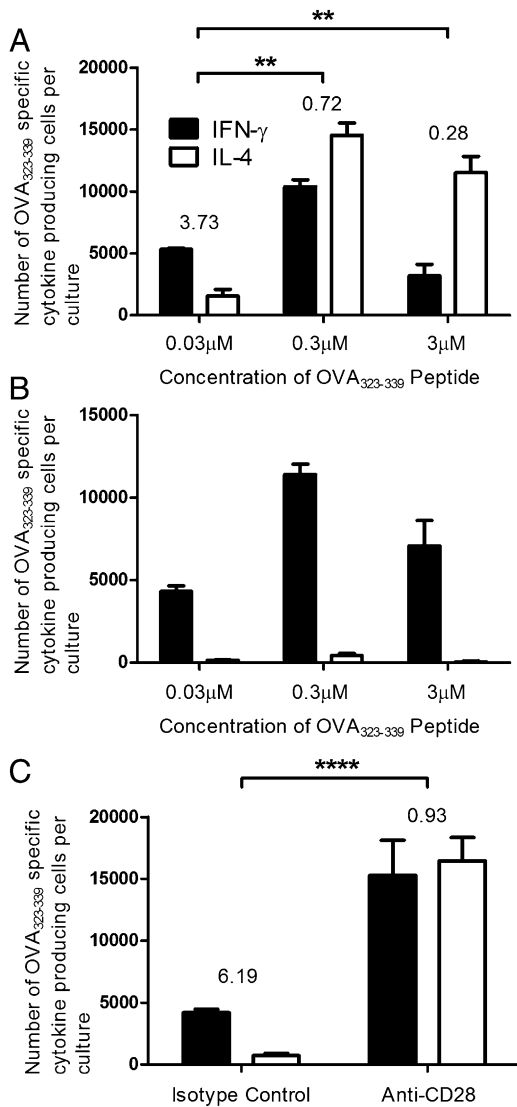 A
**
**
20000
15000
10000
5000
0
Number of OVA323-339 specific
cytokine producing cells per
culture
IFN-γ
IL-4
3.73
0.72
0.28
0.03μM
0.3μM
3μM
Concentration of OVA323-339 Peptide
B
15000
10000
5000
0
Number of OVA323-339 specific
cytokine producing cells per
culture
0.03μM
0.3μM
3μM
Concentration of OVA323-339 Peptide
C
****
20000
15000
10000
5000
0
Number of OVA323-339 specific
cytokine producing cells per
culture
6.19
0.93
Isotype Control
Anti-CD28